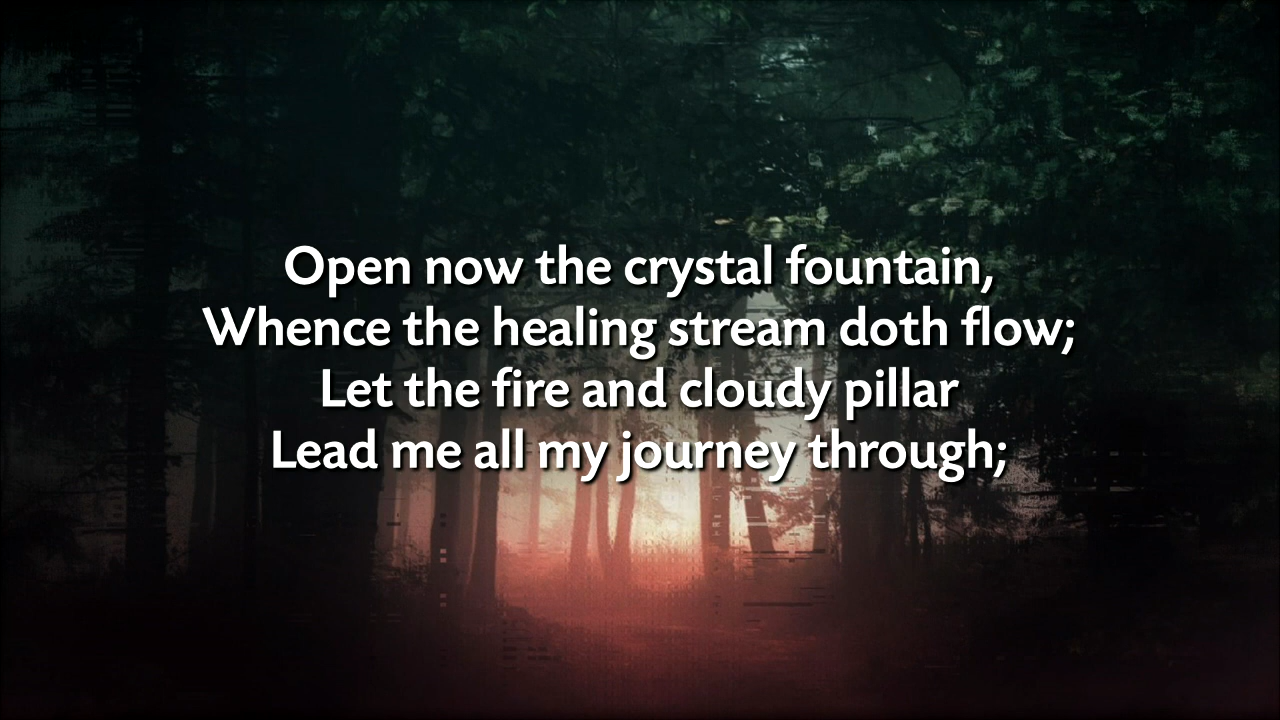 Open now the crystal fountain,
Whence the healing stream doth flow;
Let the fire and cloudy pillar
Lead me all my journey through;